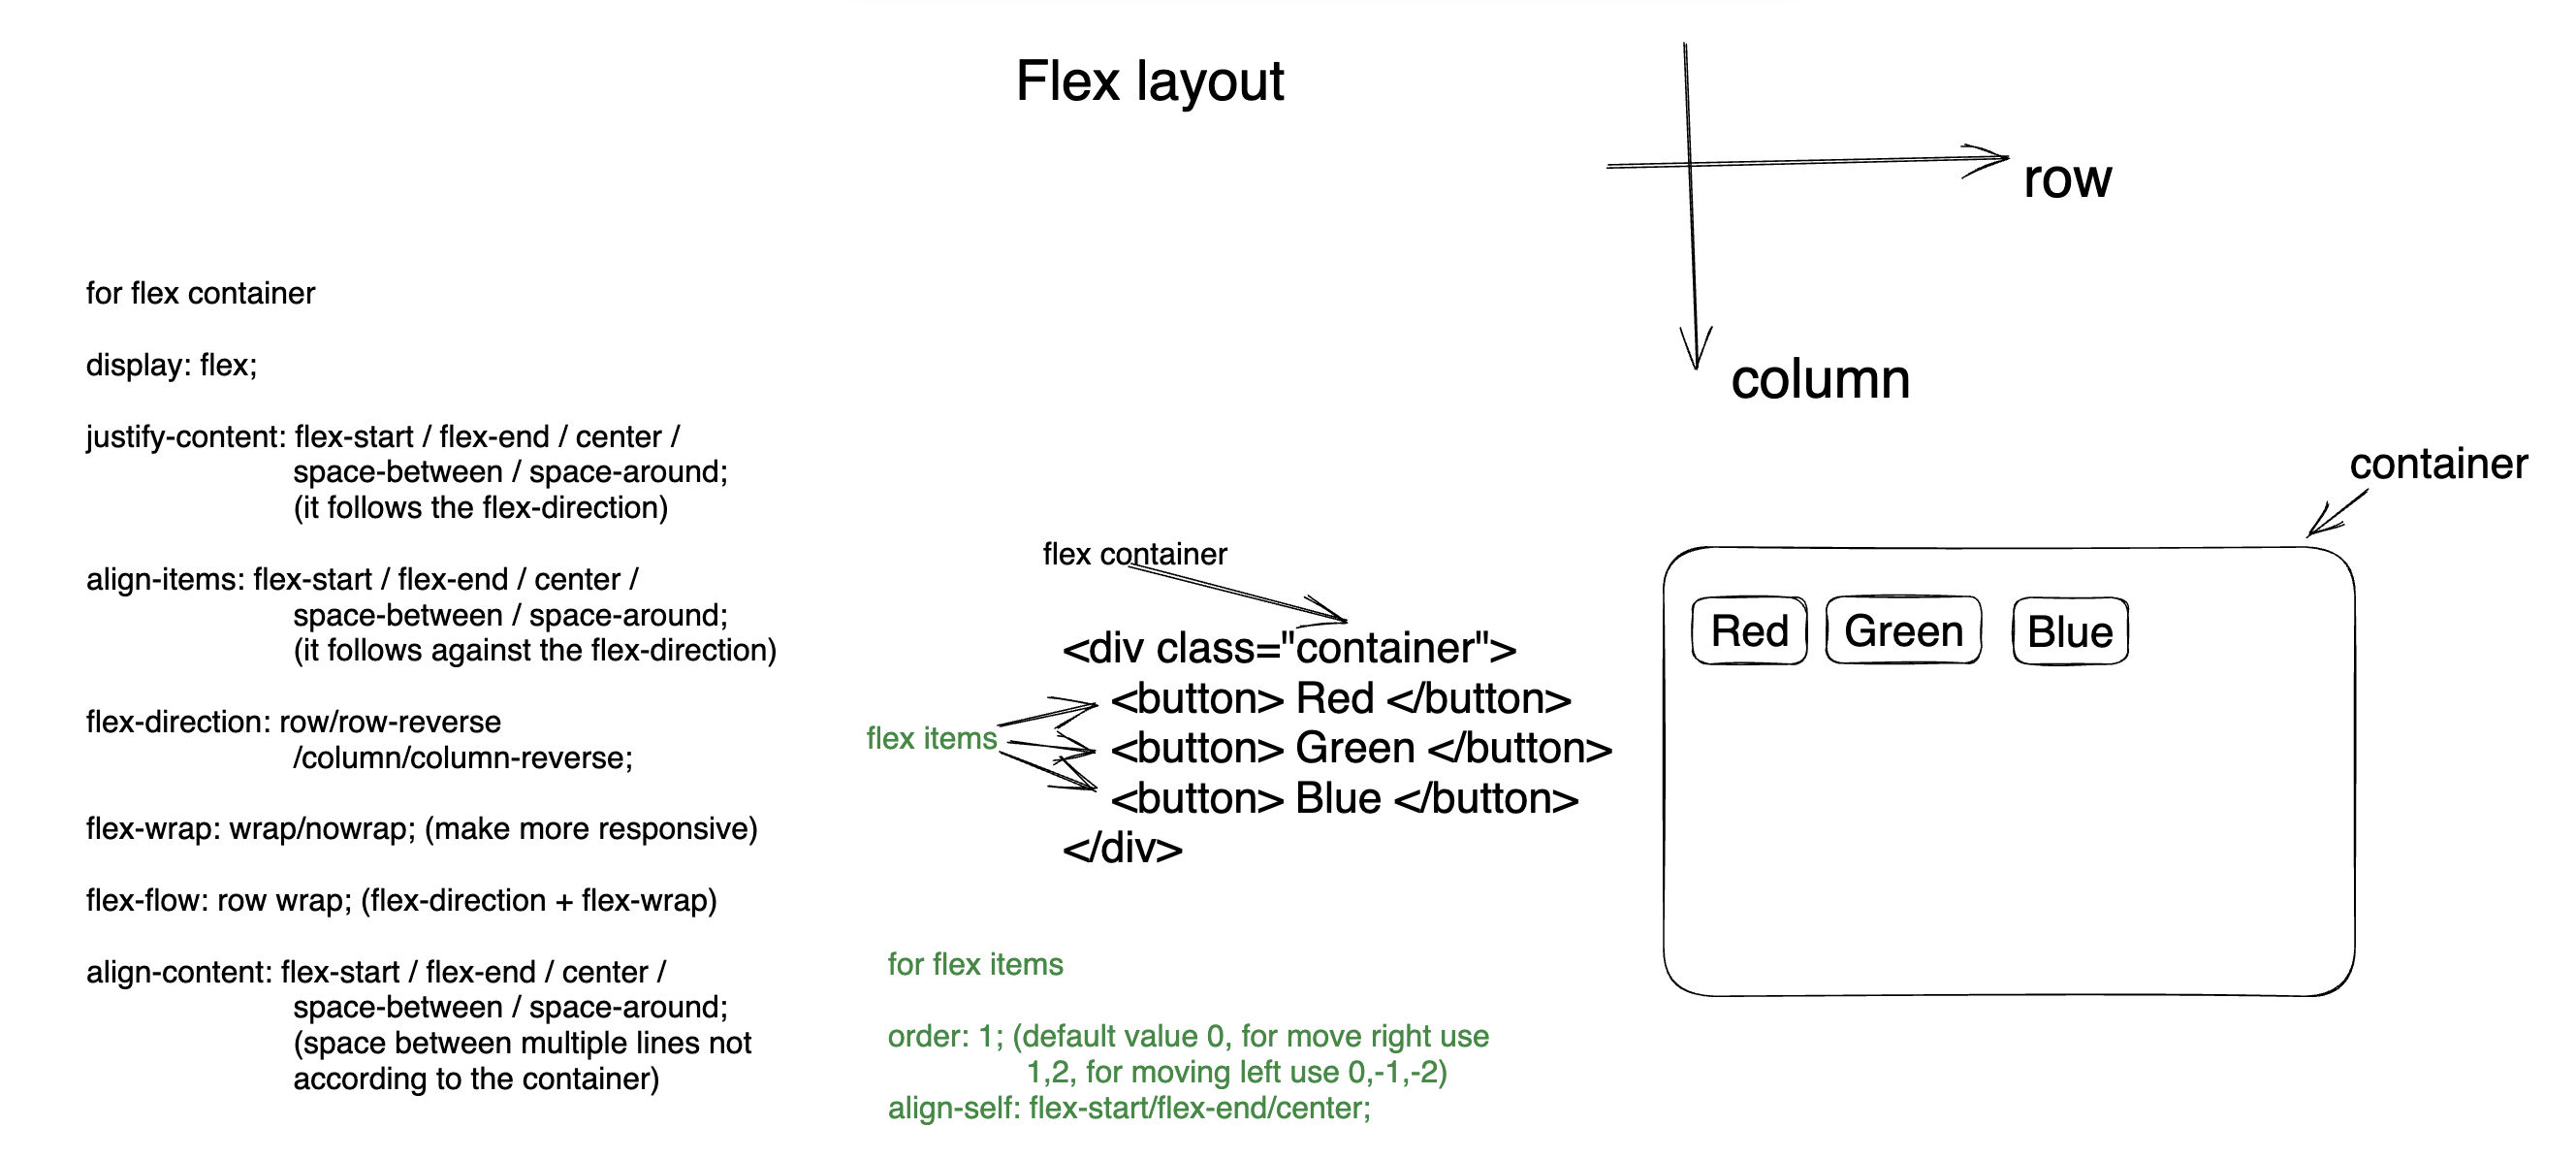 Flex layout
row
column
for flex container
display: flex;
justify-content: flex-start / flex-end / center /
space-between / space-around;
(it follows the flex-direction)
align-items: flex-start / flex-end / center /
space-between / space-around;
(it follows against the flex-direction)
flex-direction: row/row-reverse
/column/column-reverse;
flex-wrap: wrap/nowrap; (make more responsive)
flex-flow: row wrap; (flex-direction + flex-wrap)
align-content: flex-start / flex-end / center /
space-between / space-around;
(space between multiple lines not
according to the container)
flex container
<div class="container">
<button> Red </button>
<button> Green </button>
<button> Blue </button>
</div>
flex items
for flex items
order: 1; (default value 0, for move right use
1,2, for moving left use 0,-1,-2)
align-self: flex-start/flex-end/center;
container
Red Green Blue